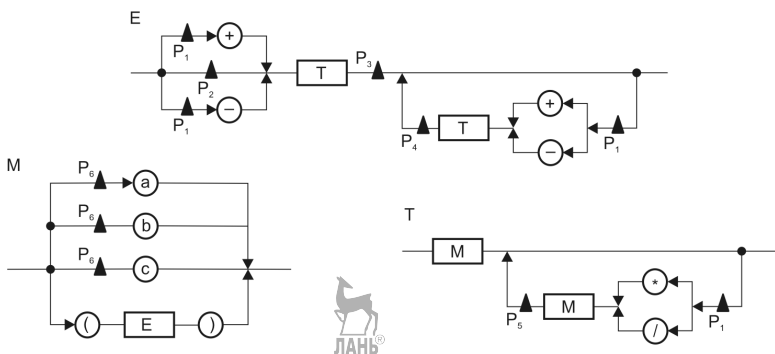 E
P1 +
P2 T P3
P1 −
+
P4 T P1
−
M
P6 a
P6 b
P6 c
( E )
T
M
*
P5 M P1
/
ЛАНЬ®